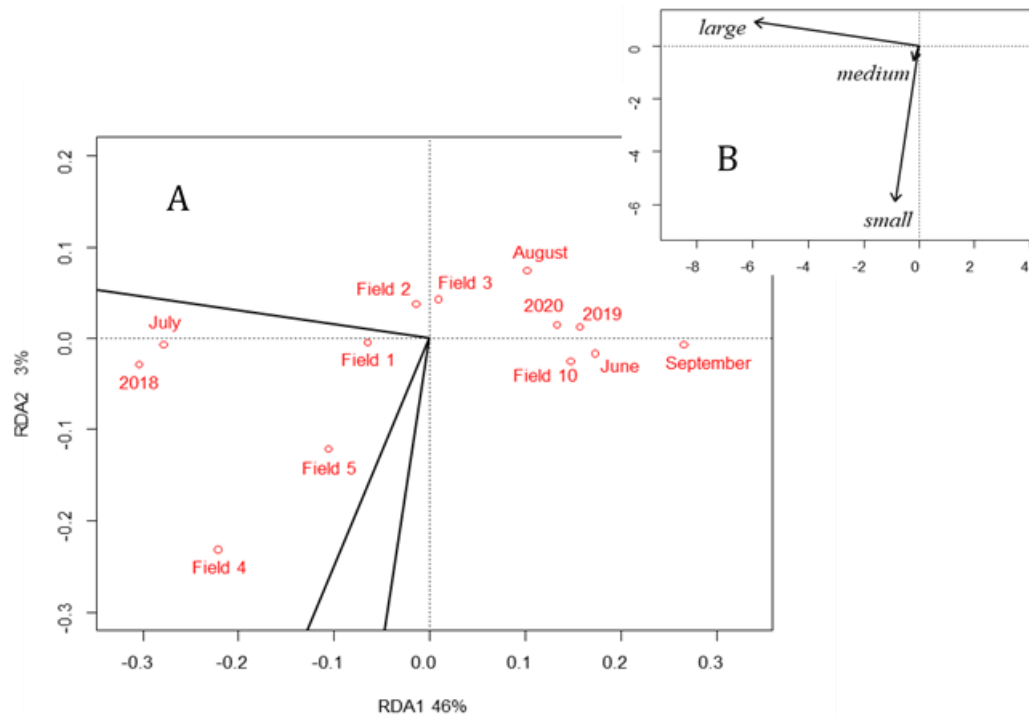 B
large
medium
small
0
-2
-4
-6
-8
-6
-4
-2
0
2
4
A
August
Field 2
Field 3
July
2020
2019
Field 1
2018
Field 10
June
September
Field 5
Field 4
0.2
0.1
0.0
-0.1
-0.2
-0.3
RDA2 3%
-0.3
-0.2
-0.1
0.0
0.1
0.2
0.3
RDA1 46%